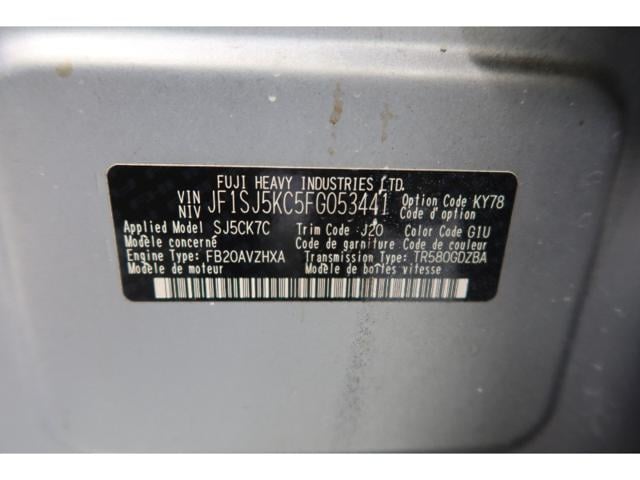 FUJI HEAVY INDUSTRIES LTD.
VIN NIV JF1SJ5KC5FG053441 Option Code KY78
Code d'option
Applied Model SJ5CK7C Trim Code J20 Color Code G1U
Modèle concerné Code de garniture Code de couleur
Engine Type: FB20AVZHXA Transmission Type: TR580GDZBA
Modèle de moteur Modèle de boîtes vitesse